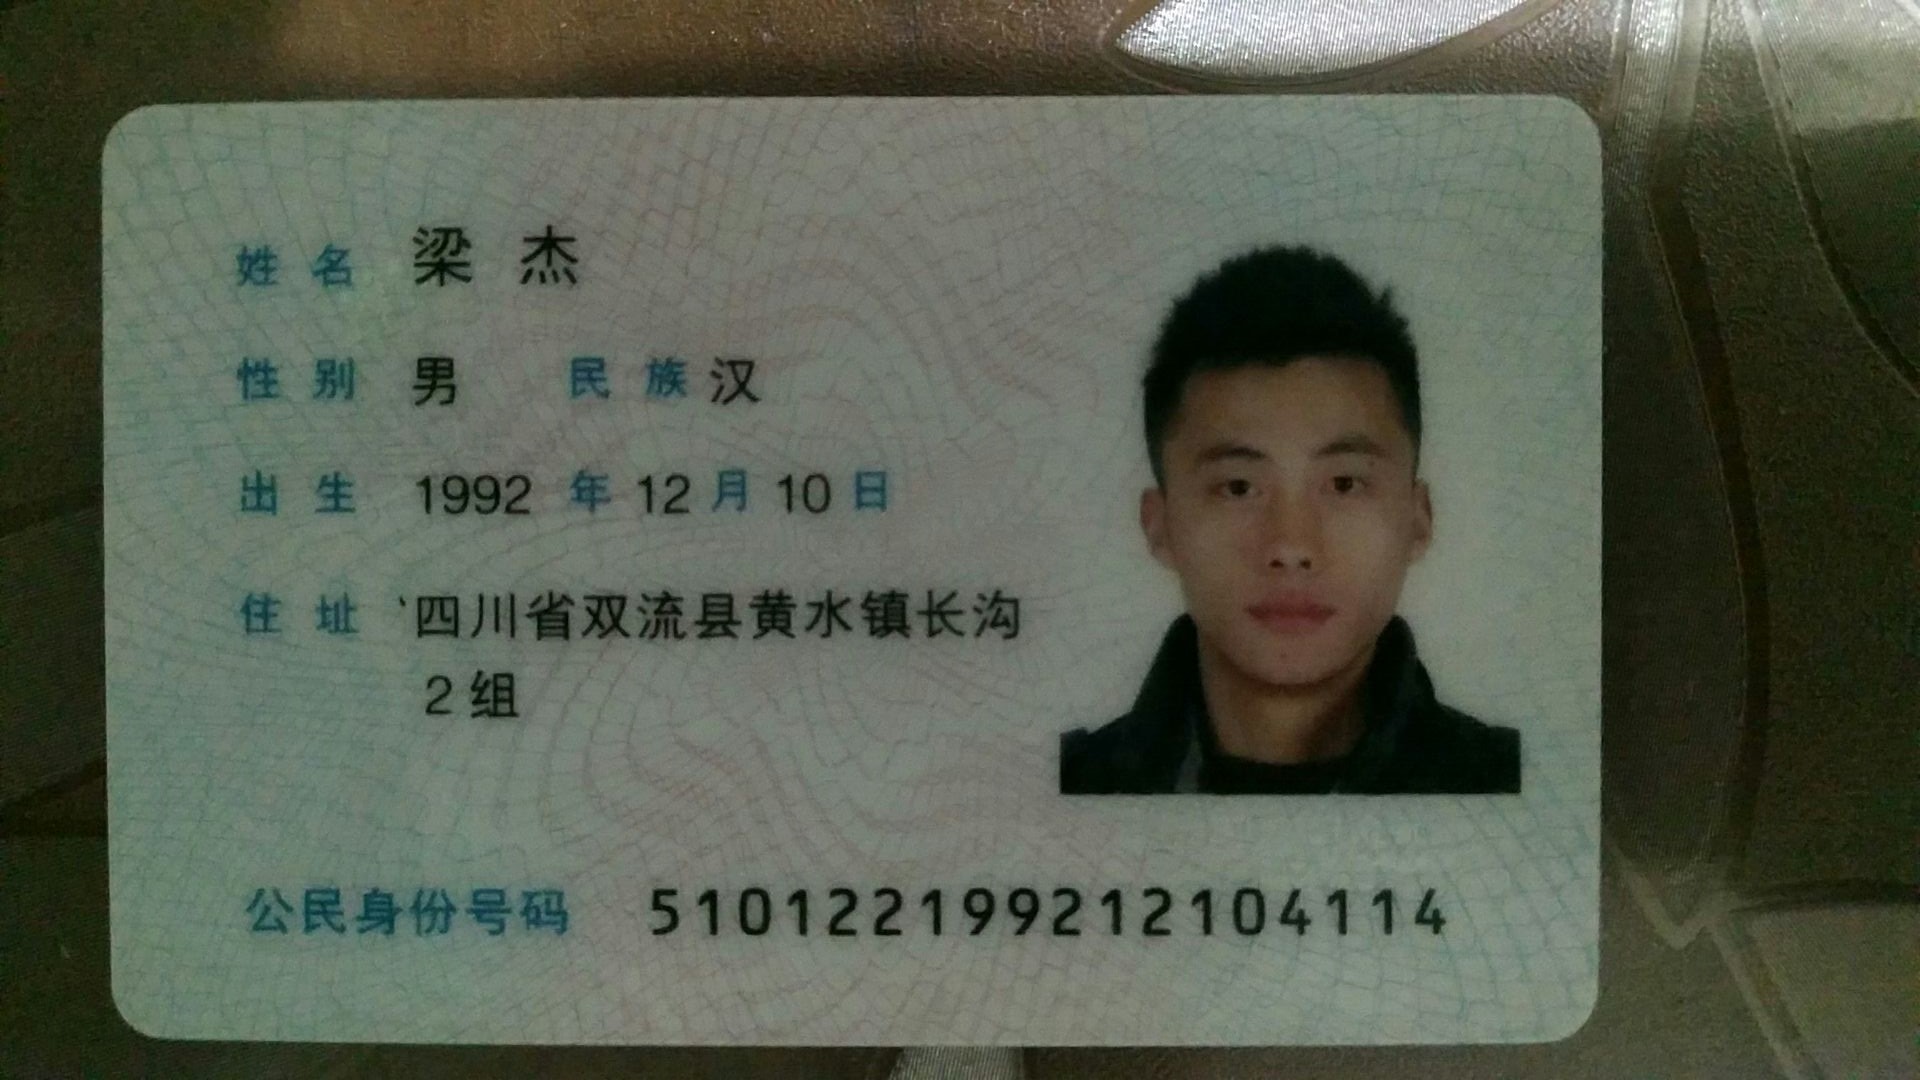 姓名 梁杰
性别 男 民族 汉
出生 1992 年 12 月 10 日
住址 四川省双流县黄水镇长沟
2组
公民身份号码 510122199212104114